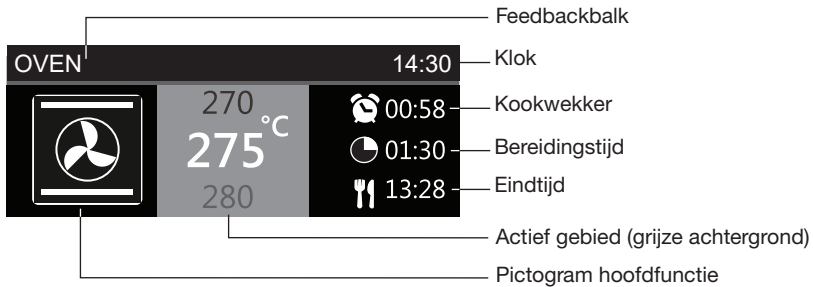 Feedbackbalk
OVEN 14:30
Klok
270
275 °C
280
00:58
Kookwekker
01:30
Bereidingstijd
13:28
Eindtijd
Actief gebied (grijze achtergrond)
Pictogram hoofdfunctie